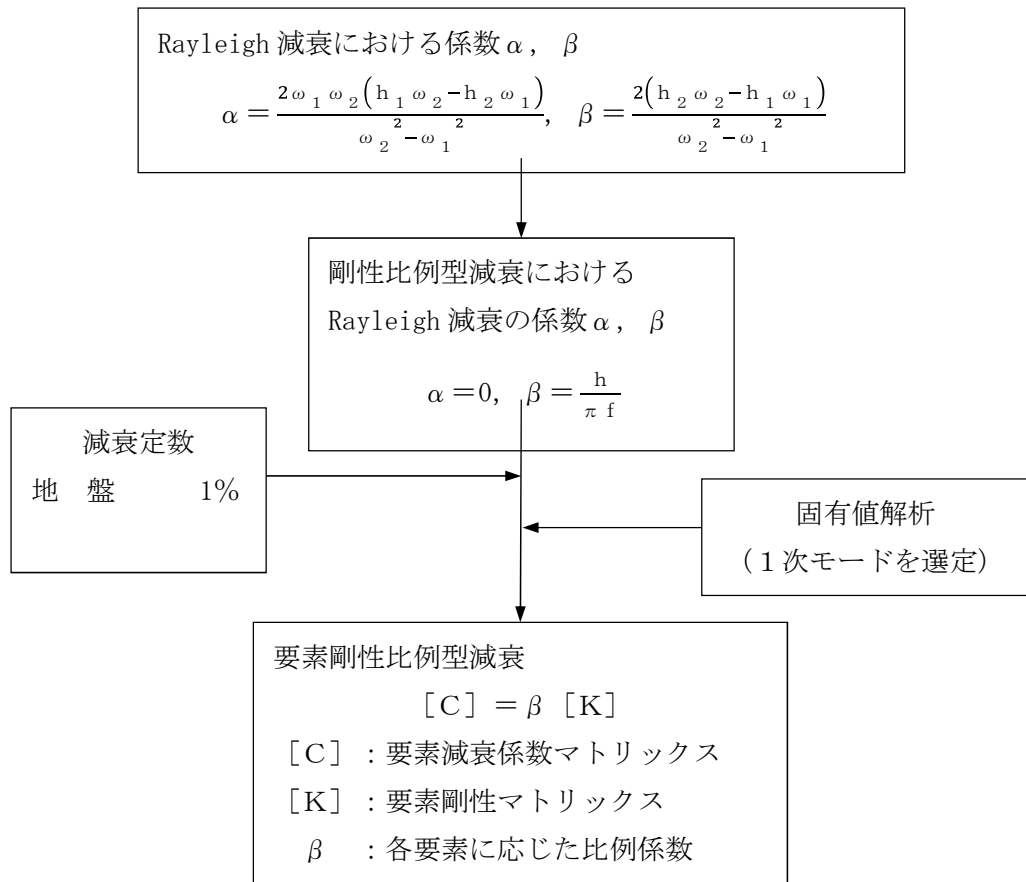 Rayleigh 減衰における係数α, β
α=2ω₁ω₂(h₁ω₂-h₂ω₁)/(ω₂²-ω₁²), β=2(h₂ω₂-h₁ω₁)/(ω₂²-ω₁²)
剛性比例型減衰における
Rayleigh 減衰の係数α, β
α=0, β=h/(πf)
減衰定数
地 盤 1%
固有値解析
(1次モードを選定)
要素剛性比例型減衰
[C]=β[K]
[C]:要素減衰係数マトリックス
[K]:要素剛性マトリックス
β :各要素に応じた比例係数